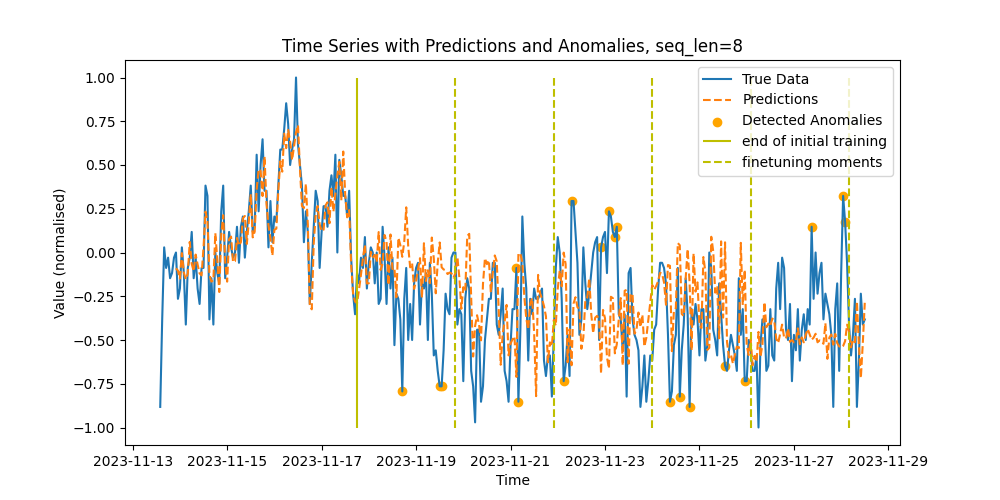 Time Series with Predictions and Anomalies, seq_len=8
True Data
Predictions
Detected Anomalies
end of initial training
finetuning moments
Value (normalised)
1.00
0.75
0.50
0.25
0.00
−0.25
−0.50
−0.75
−1.00
2023-11-13 2023-11-15 2023-11-17 2023-11-19 2023-11-21 2023-11-23 2023-11-25 2023-11-27 2023-11-29
Time